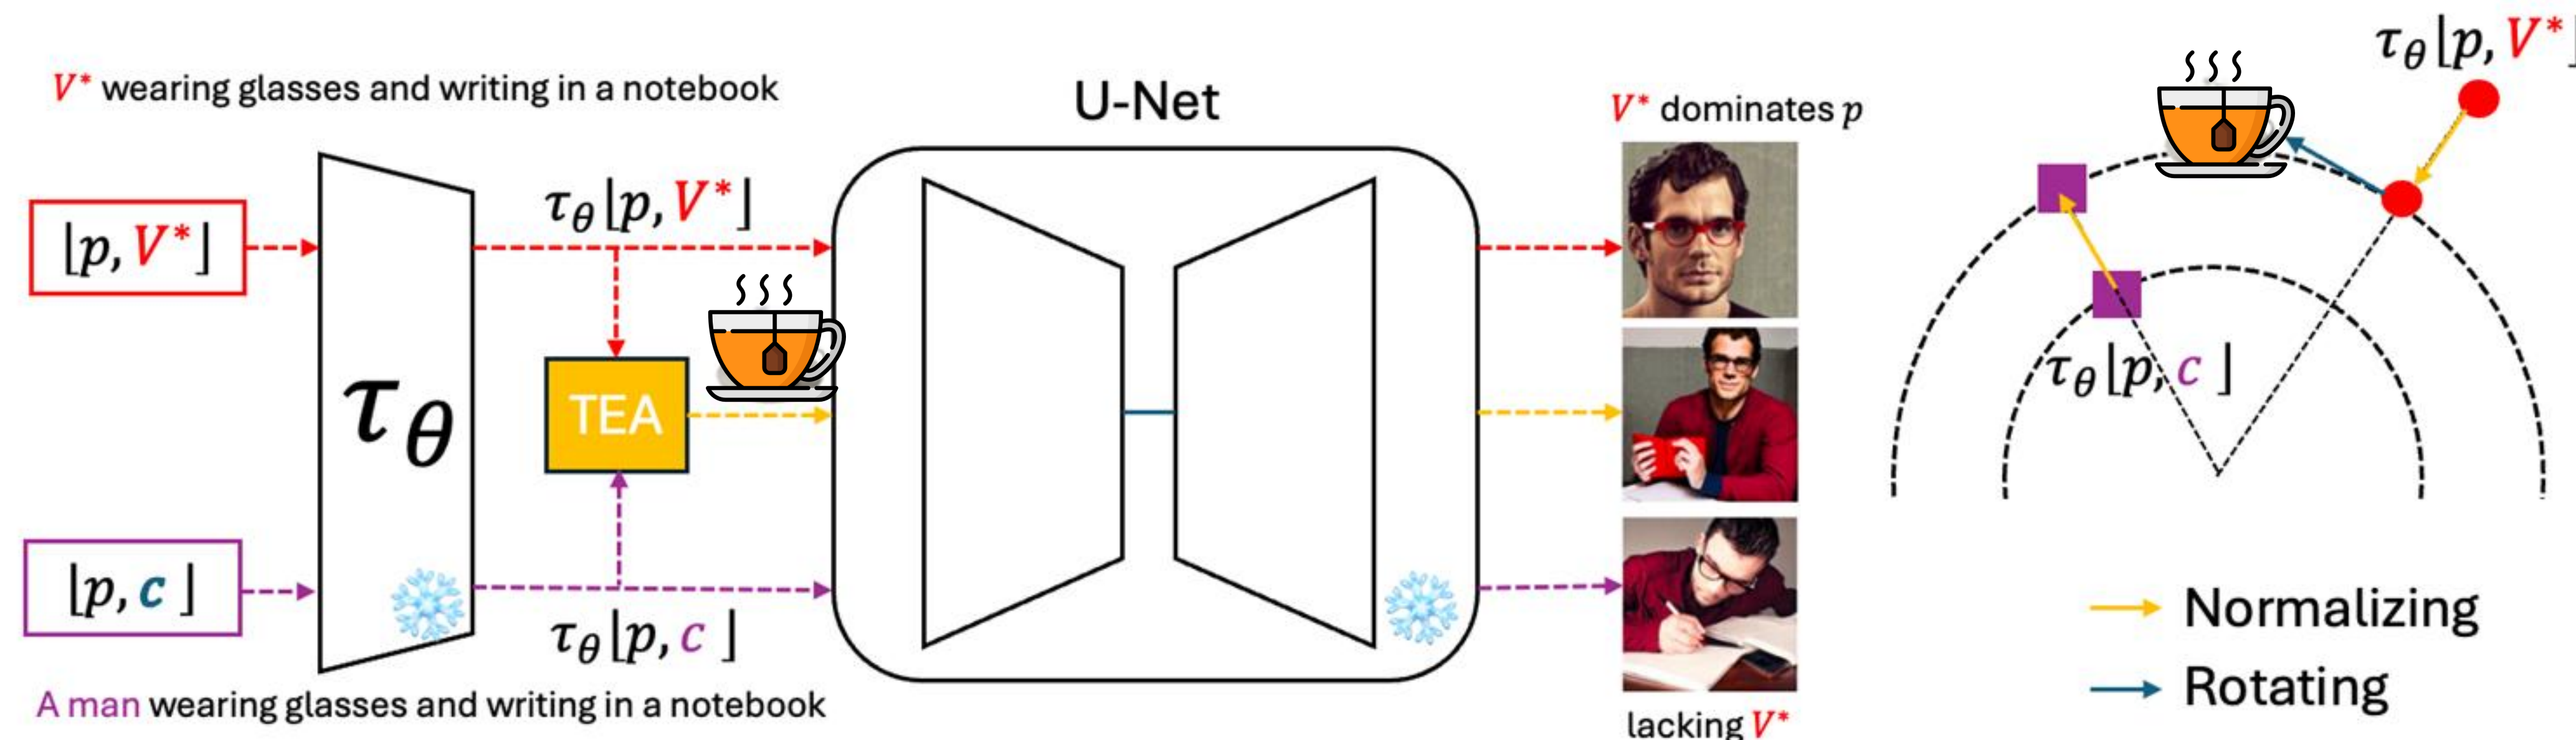 V* wearing glasses and writing in a notebook
⌊p, V*⌋
τθ
τθ⌊p, V*⌋
TEA
⌊p, c⌋
τθ⌊p, c⌋
A man wearing glasses and writing in a notebook
U-Net
V* dominates p
lacking V*
τθ⌊p, V*⌋
τθ⌊p, c⌋
Normalizing
Rotating